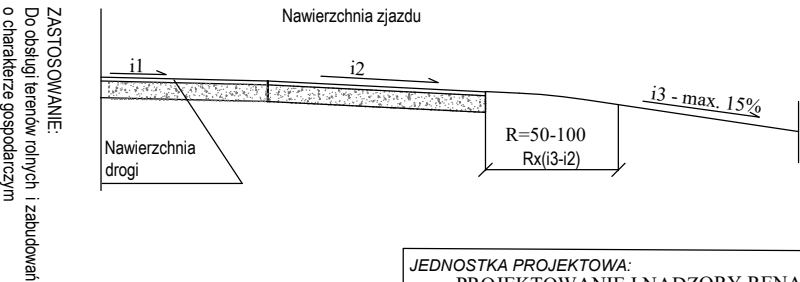 Nawierzchnia zjazdu
ZASTOSOWANIE:
Do obsługi terenów rolnych i zabudowań
o charakterze gospodarczym
i1
i2
i3 - max. 15%
Nawierzchnia
drogi
R=50-100
Rx(i3-i2)
JEDNOSTKA PROJEKTOWA: